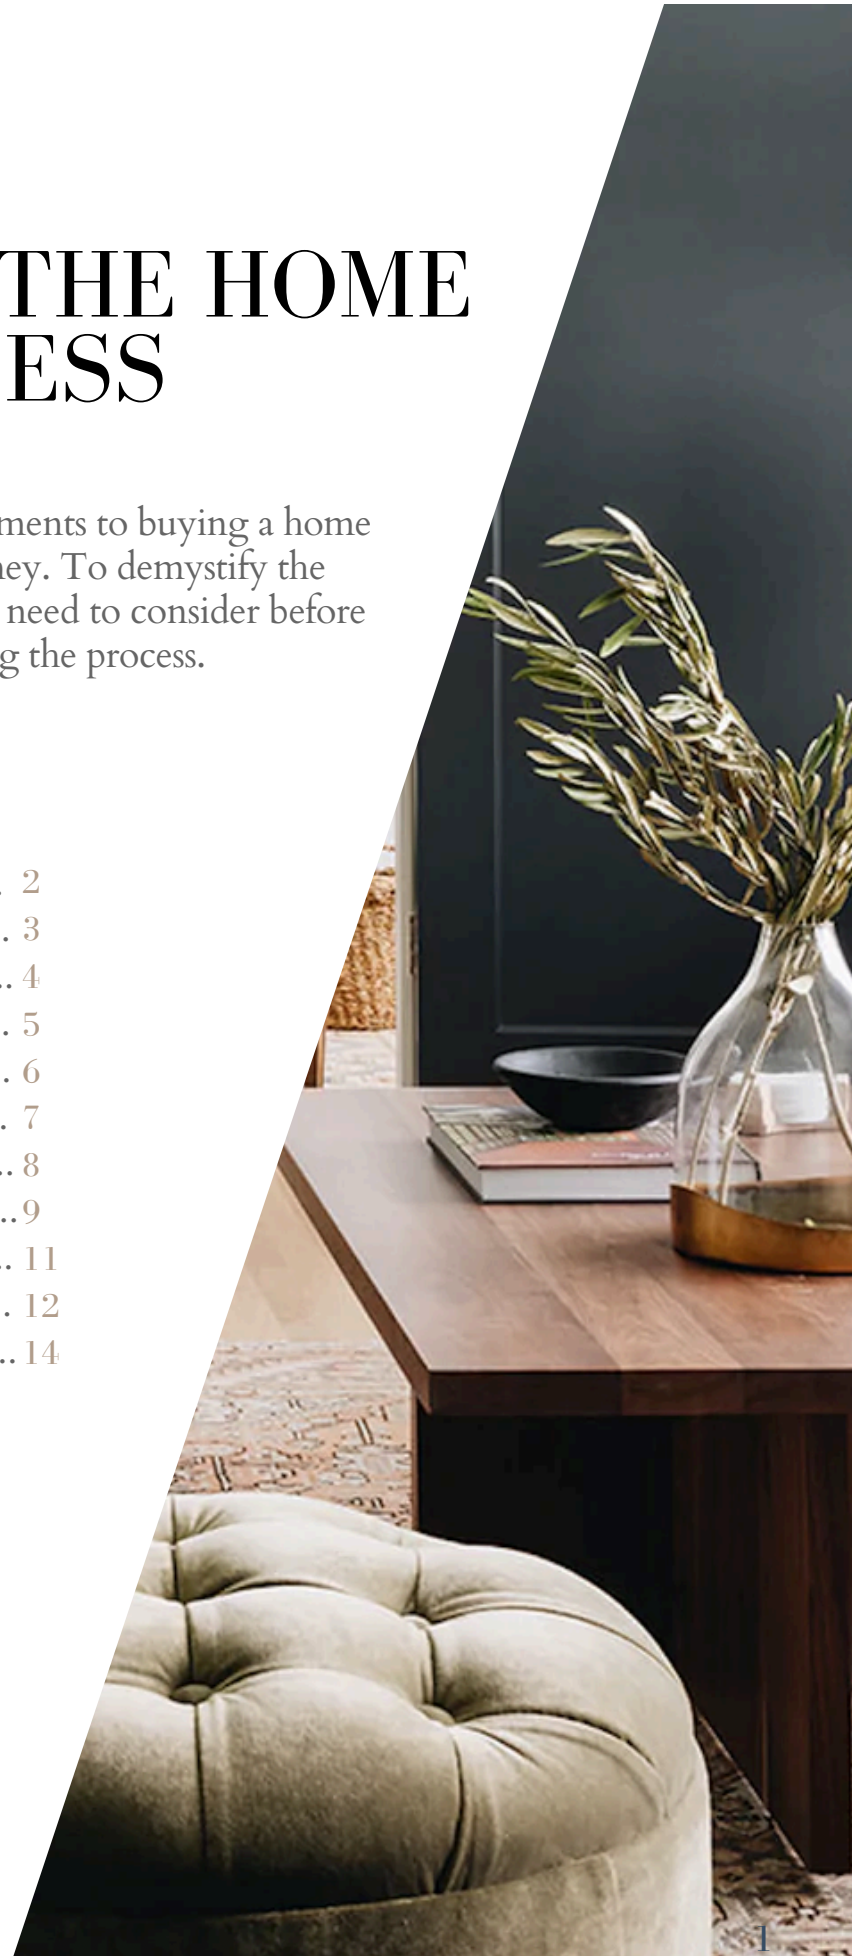 THE HOME
ESS
ments to buying a home
ney. To demystify the
need to consider before
g the process.
. 2
. 3
.. 4
. 5
. 6
. 7
.. 8
.. 9
.. 11
. 12
.. 14
1